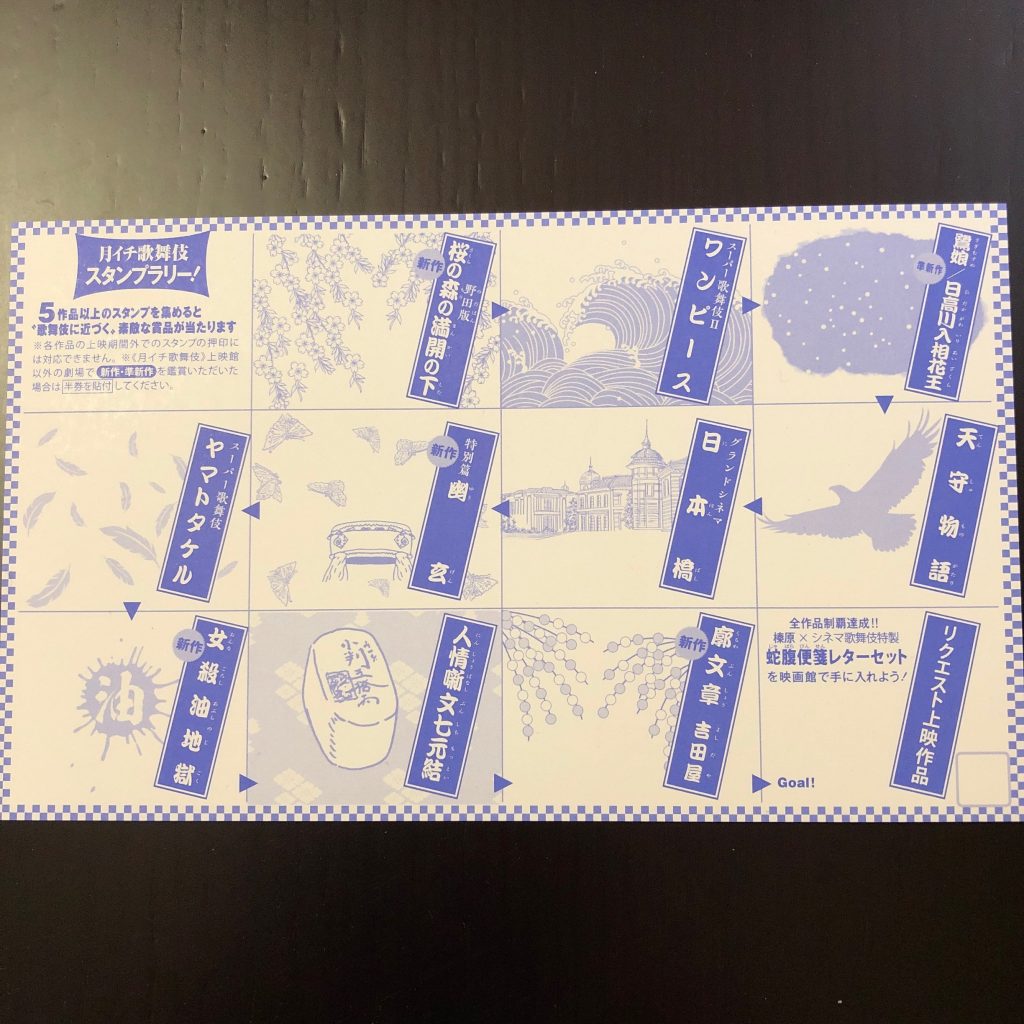 月イチ歌舞伎
スタンプラリー!
5作品以上のスタンプを集めると
歌舞伎に近づく、素敵な賞品が当たります
※各作品の上映期間外でのスタンプの押印に
は対応できません。※《月イチ歌舞伎》上映館
以外の劇場で新作・準新作を鑑賞いただいた
場合は半券を貼付してください。
新作
野田版
桜の森の満開の下
スーパー歌舞伎II
ワンピース
準新作
鷺娘/日高川入相花王
天守物語
グランドシネマ
日本橋
新作
特別篇
幽玄
スーパー歌舞伎
ヤマトタケル
新作
女殺油地獄
油
人情噺文七元結
新作
廓文章 吉田屋
リクエスト上映作品
全作品制覇達成!!
榛原×シネマ歌舞伎特製
蛇腹便箋レターセット
を映画館で手に入れよう!
Goal!